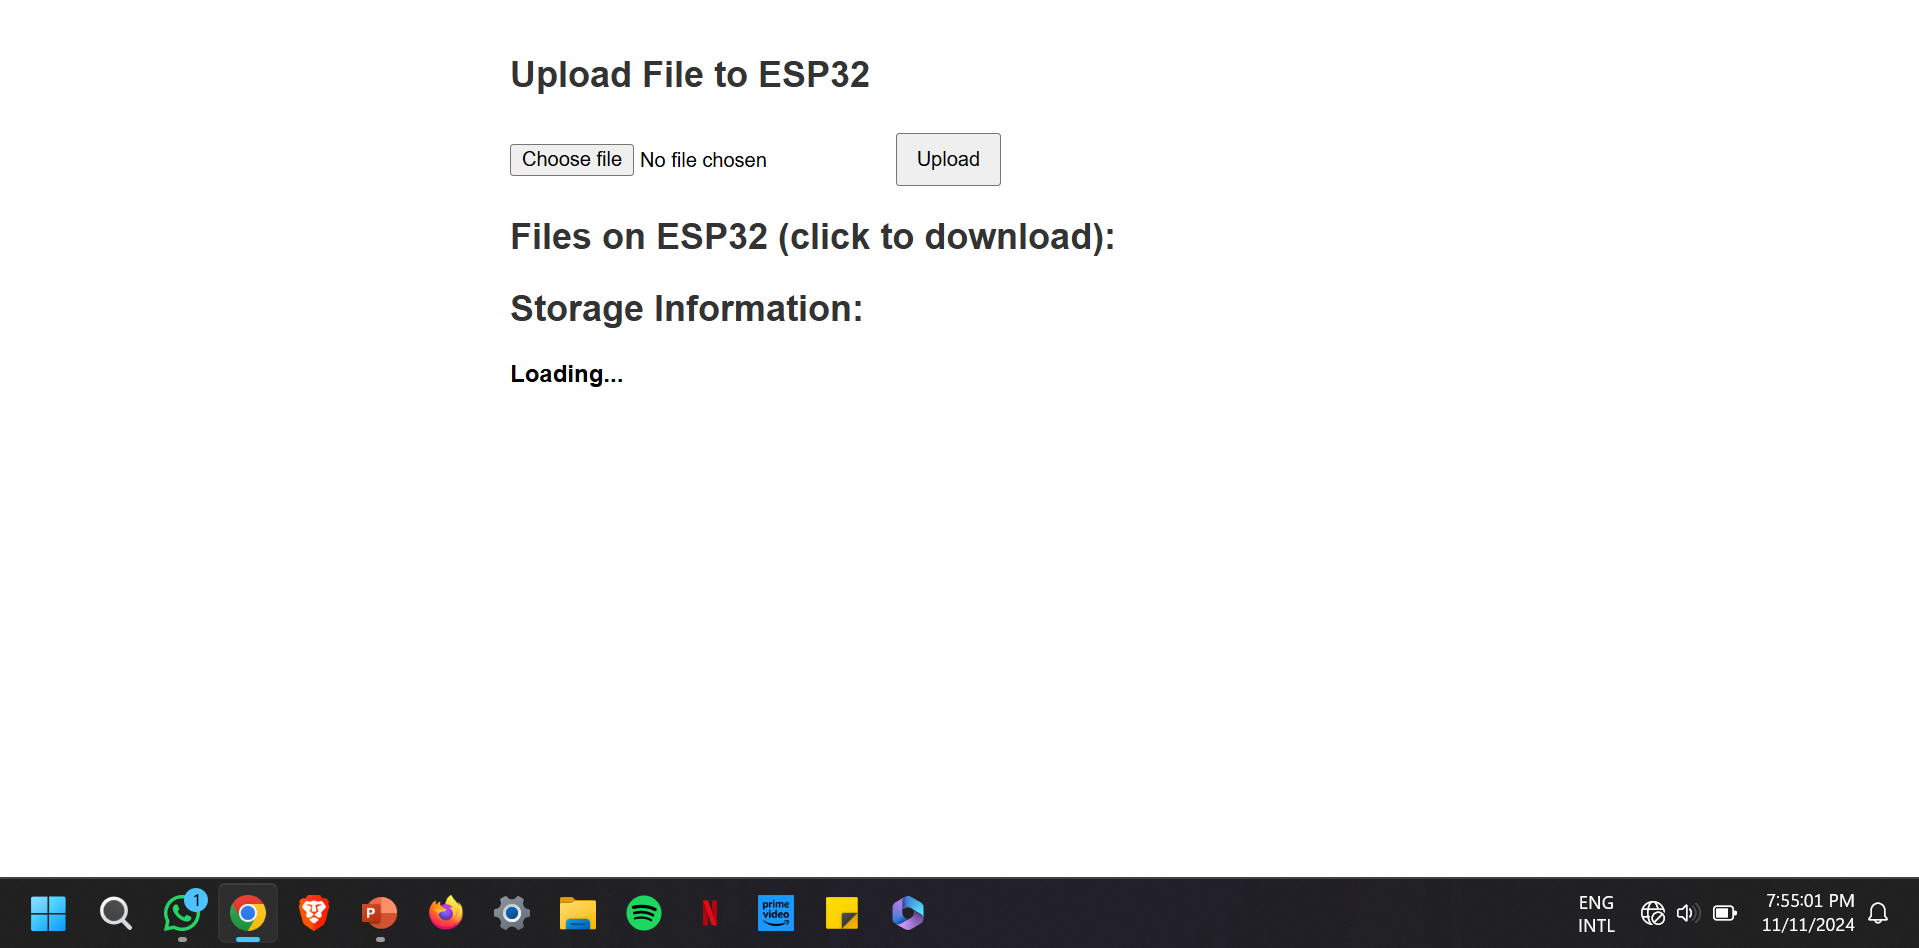 Upload File to ESP32
Choose file No file chosen Upload
Files on ESP32 (click to download):
Storage Information:
Loading...
1
P
N
prime
video
ENG
INTL
7:55:01 PM
11/11/2024